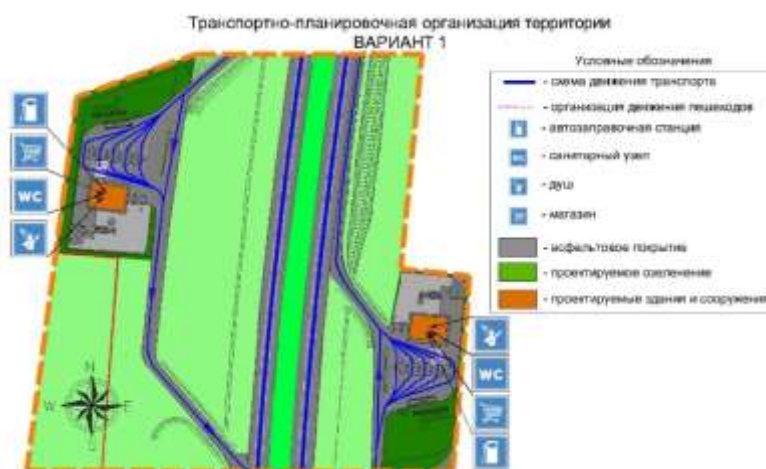 Транспортно-планировочная организация территории
ВАРИАНТ 1
Условные обозначения
- схема движения транспорта
- организация движения пешеходов
- автозаправочная станция
- санитарный узел
- душ
- магазин
- асфальтовое покрытие
- проектируемое озеленение
- проектируемые здания и сооружения
WC
WC
WC
N
W
E